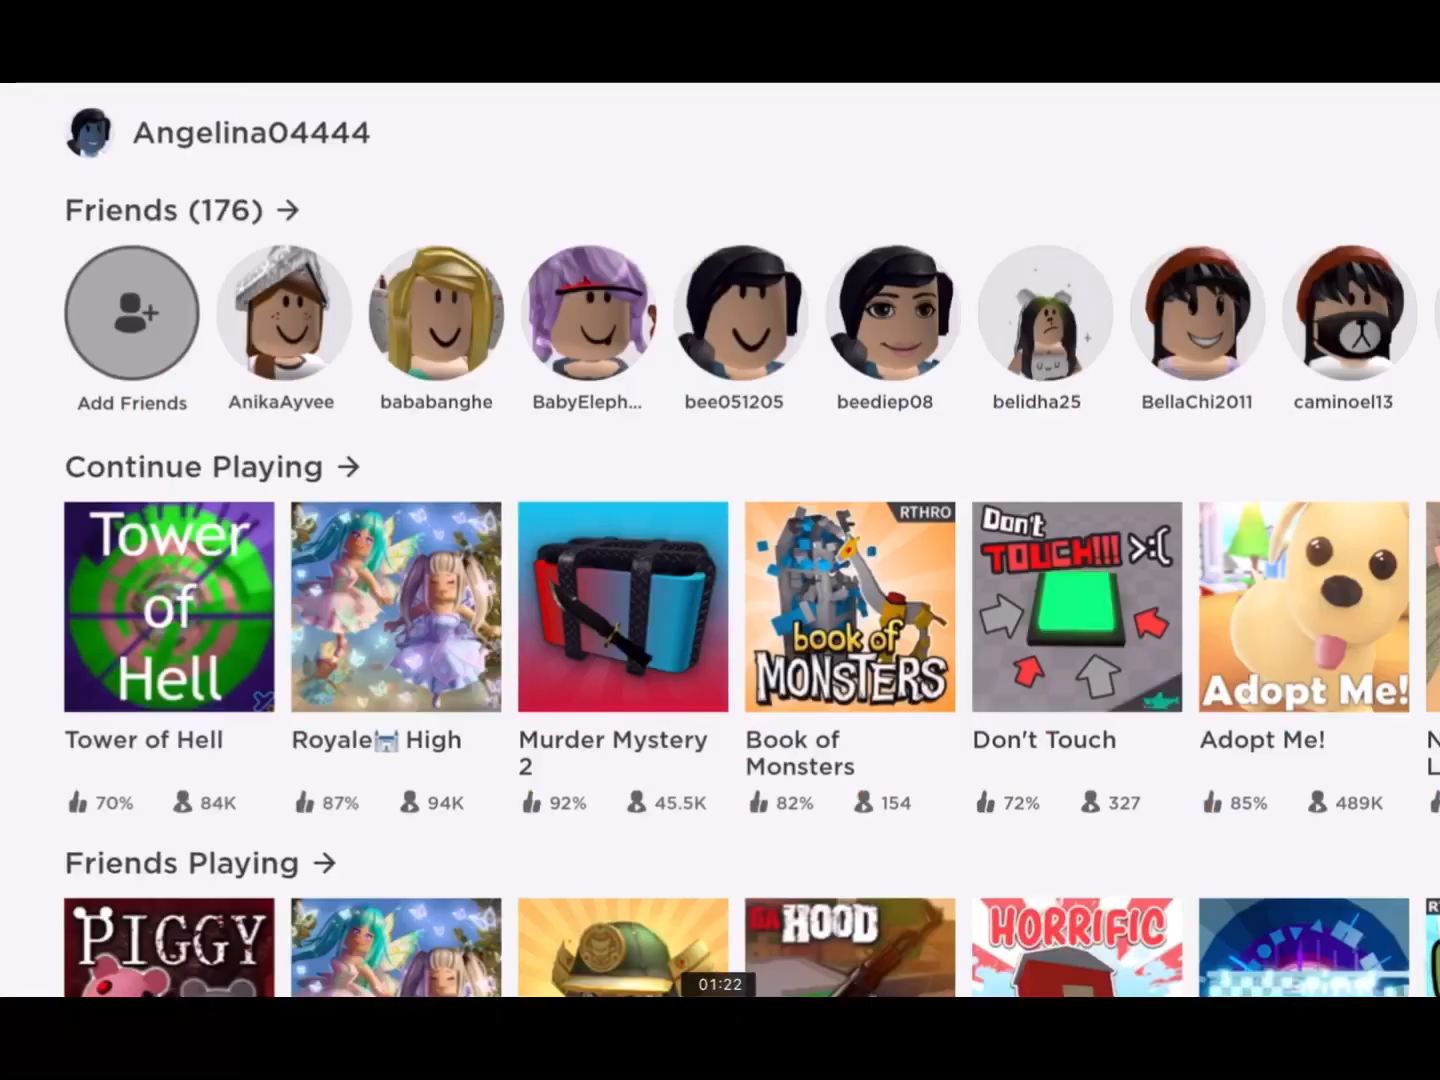 Angelina04444
Friends (176) →
Add Friends
AnikaAyvee
bababanghe
BabyEleph...
bee051205
beediep08
belidha25
BellaChi2011
caminoel13
Continue Playing →
Tower
of
Hell
RTHRO
book of
MONSTERS
Don't
TOUCH!!! >:(
Adopt Me!
Tower of Hell
Royale🏰 High
Murder Mystery
2
Book of
Monsters
Don't Touch
Adopt Me!
70% 84K
87% 94K
92% 45.5K
82% 154
72% 327
85% 489K
Friends Playing →
PIGGY
DA HOOD
HORRIFIC
01:22